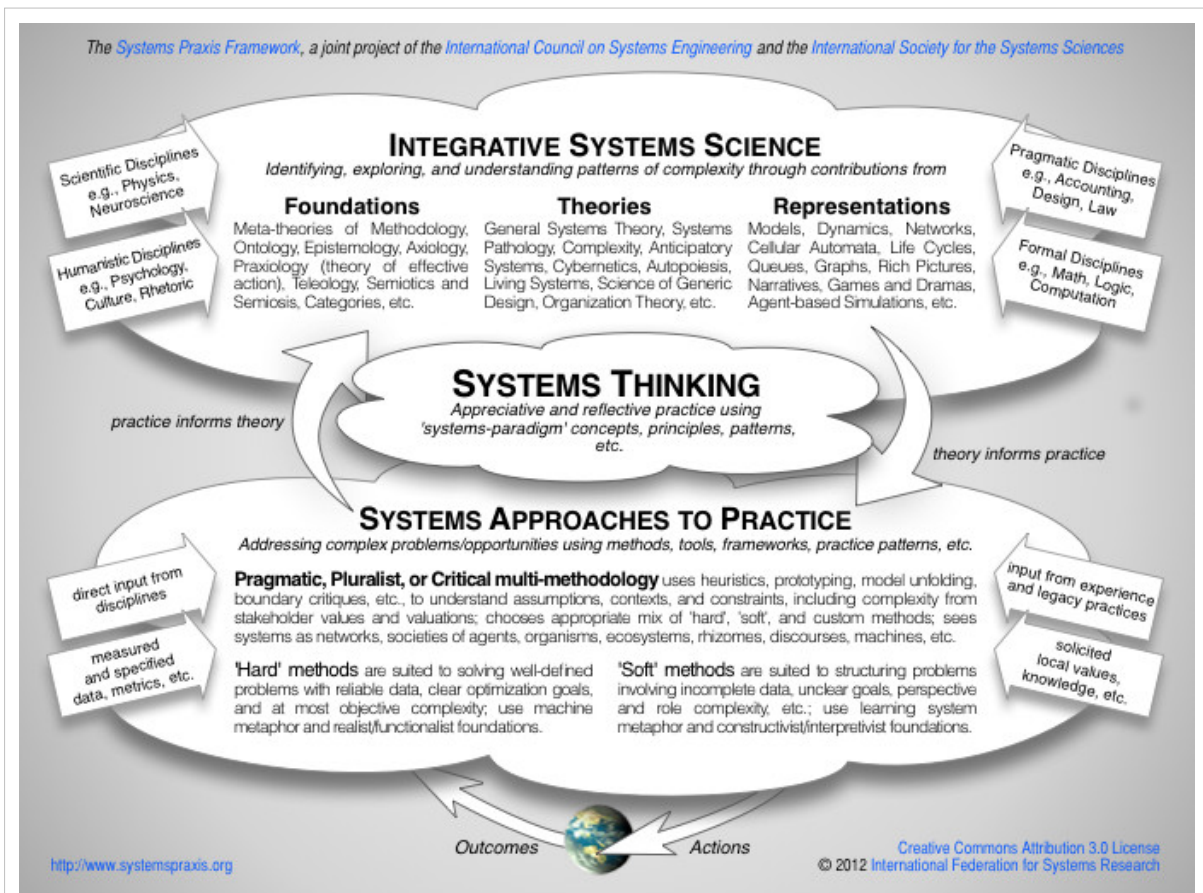 The Systems Praxis Framework, a joint project of the International Council on Systems Engineering and the International Society for the Systems Sciences
INTEGRATIVE SYSTEMS SCIENCE
Identifying, exploring, and understanding patterns of complexity through contributions from
Scientific Disciplines
e.g., Physics,
Neuroscience
Humanistic Disciplines
e.g., Psychology,
Culture, Rhetoric
Foundations
Meta-theories of Methodology,
Ontology, Epistemology, Axiology,
Praxiology (theory of effective
action), Teleology, Semiotics and
Semiosis, Categories, etc.
Theories
General Systems Theory, Systems
Pathology, Complexity, Anticipatory
Systems, Cybernetics, Autopoiesis,
Living Systems, Science of Generic
Design, Organization Theory, etc.
Representations
Models, Dynamics, Networks,
Cellular Automata, Life Cycles,
Queues, Graphs, Rich Pictures,
Narratives, Games and Dramas,
Agent-based Simulations, etc.
Pragmatic Disciplines
e.g., Accounting,
Design, Law
Formal Disciplines
e.g., Math, Logic,
Computation
SYSTEMS THINKING
Appreciative and reflective practice using
'systems-paradigm' concepts, principles, patterns,
etc.
practice informs theory
theory informs practice
SYSTEMS APPROACHES TO PRACTICE
Addressing complex problems/opportunities using methods, tools, frameworks, practice patterns, etc.
direct input from
disciplines
measured
and specified
data, metrics, etc.
Pragmatic, Pluralist, or Critical multi-methodology uses heuristics, prototyping, model unfolding,
boundary critiques, etc., to understand assumptions, contexts, and constraints, including complexity from
stakeholder values and valuations; chooses appropriate mix of 'hard', 'soft', and custom methods; sees
systems as networks, societies of agents, organisms, ecosystems, rhizomes, discourses, machines, etc.
'Hard' methods are suited to solving well-defined
problems with reliable data, clear optimization goals,
and at most objective complexity; use machine
metaphor and realist/functionalist foundations.
'Soft' methods are suited to structuring problems
involving incomplete data, unclear goals, perspective
and role complexity, etc.; use learning system
metaphor and constructivist/interpretivist foundations.
input from experience
and legacy practices
solicited
local values,
knowledge, etc.
Outcomes
Actions
http://www.systemspraxis.org
Creative Commons Attribution 3.0 License
© 2012 International Federation for Systems Research